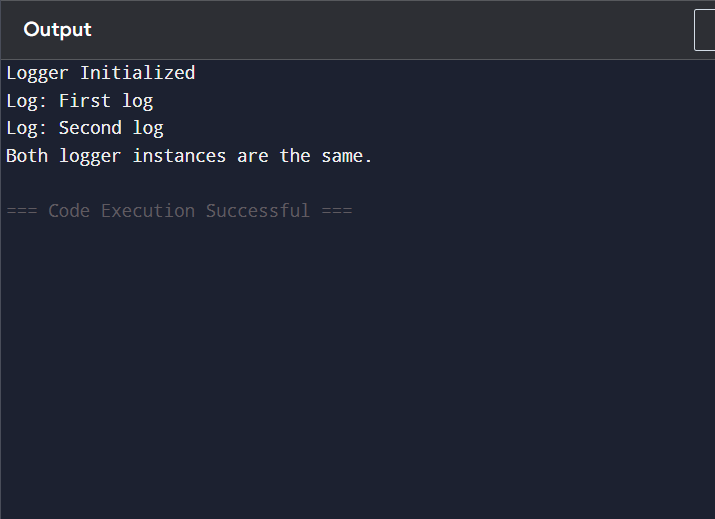 Output
Logger Initialized
Log: First log
Log: Second log
Both logger instances are the same.
=== Code Execution Successful ===